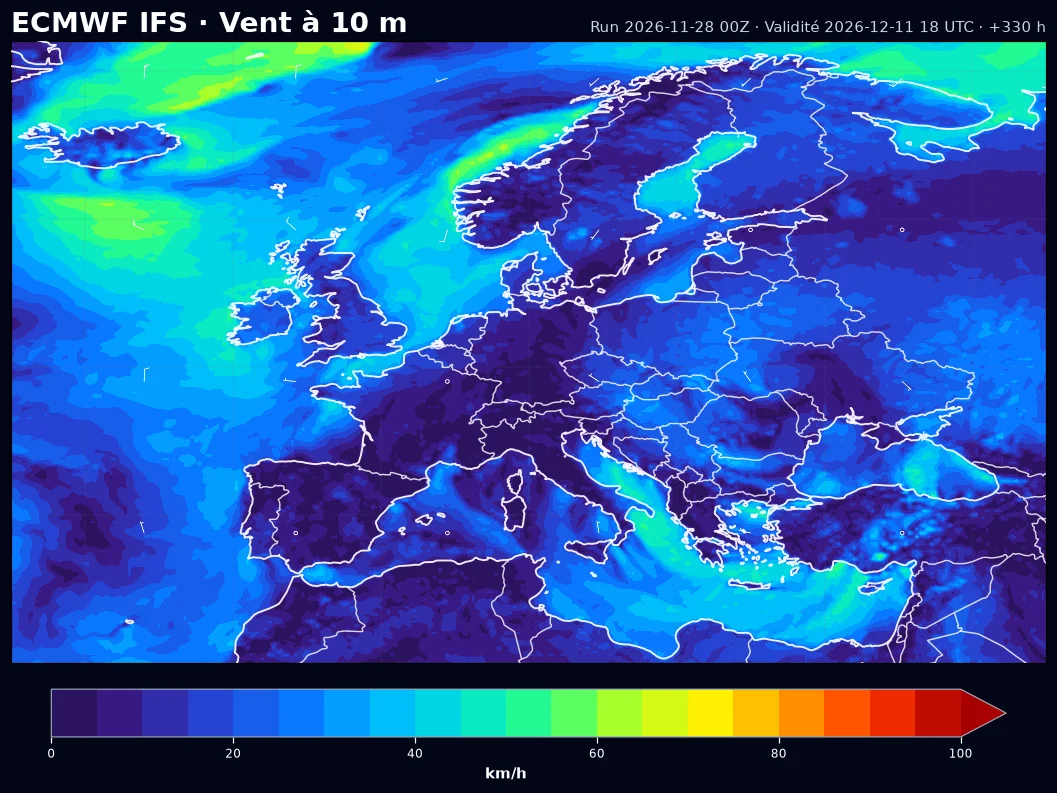 ECMWF IFS · Vent à 10 m
Run 2026-11-28 00Z · Validité 2026-12-11 18 UTC · +330 h
0 20 40 60 80 100
km/h